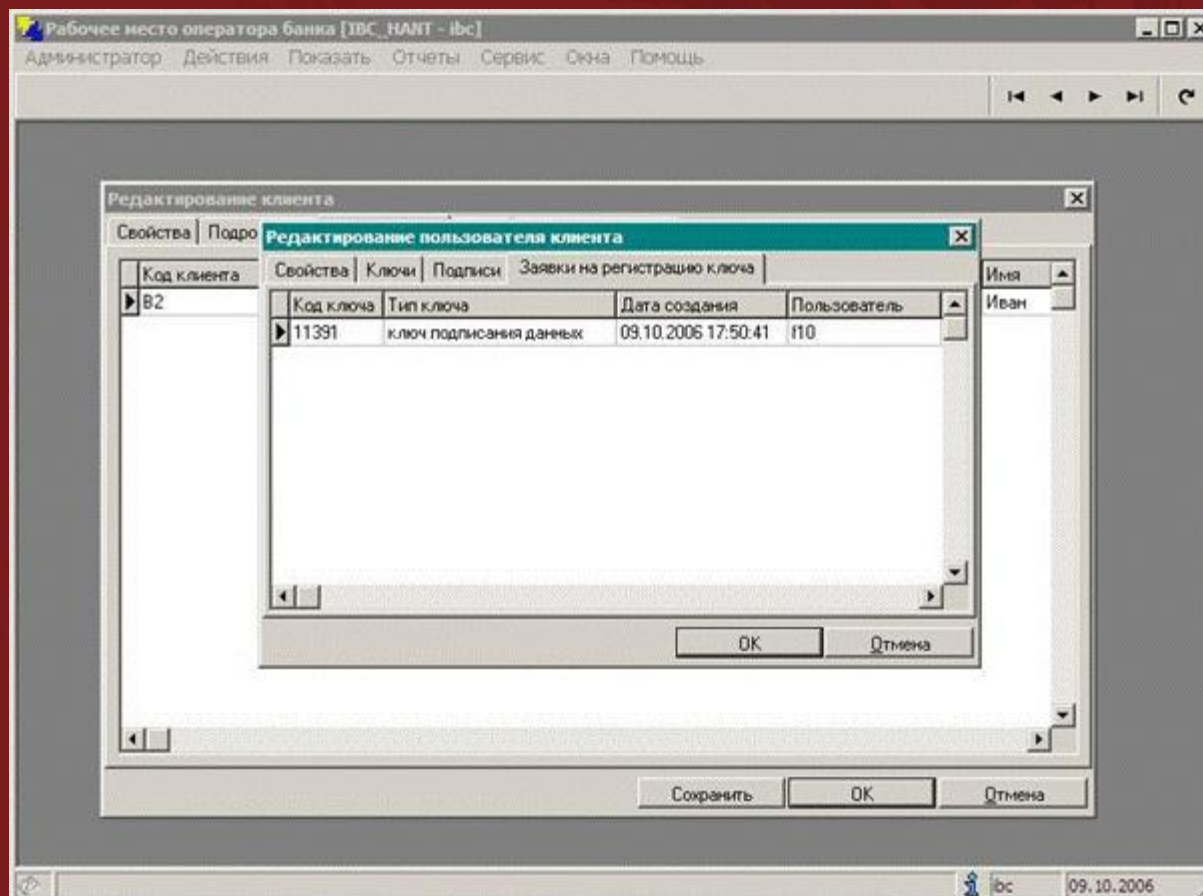 Рабочее место оператора банка [IBC_HANT - ibc]
Администратор Действия Показать Отчеты Сервис Окна Помощь
Редактирование клиента
Свойства Подро
Редактирование пользователя клиента
Свойства Ключи Подписи Заявки на регистрацию ключа
Код клиента Имя
B2 Иван
Код ключа Тип ключа Дата создания Пользователь
11391 ключ подписания данных 09.10.2006 17:50:41 f10
OK Отмена
Сохранить OK Отмена
ibc 09.10.2006